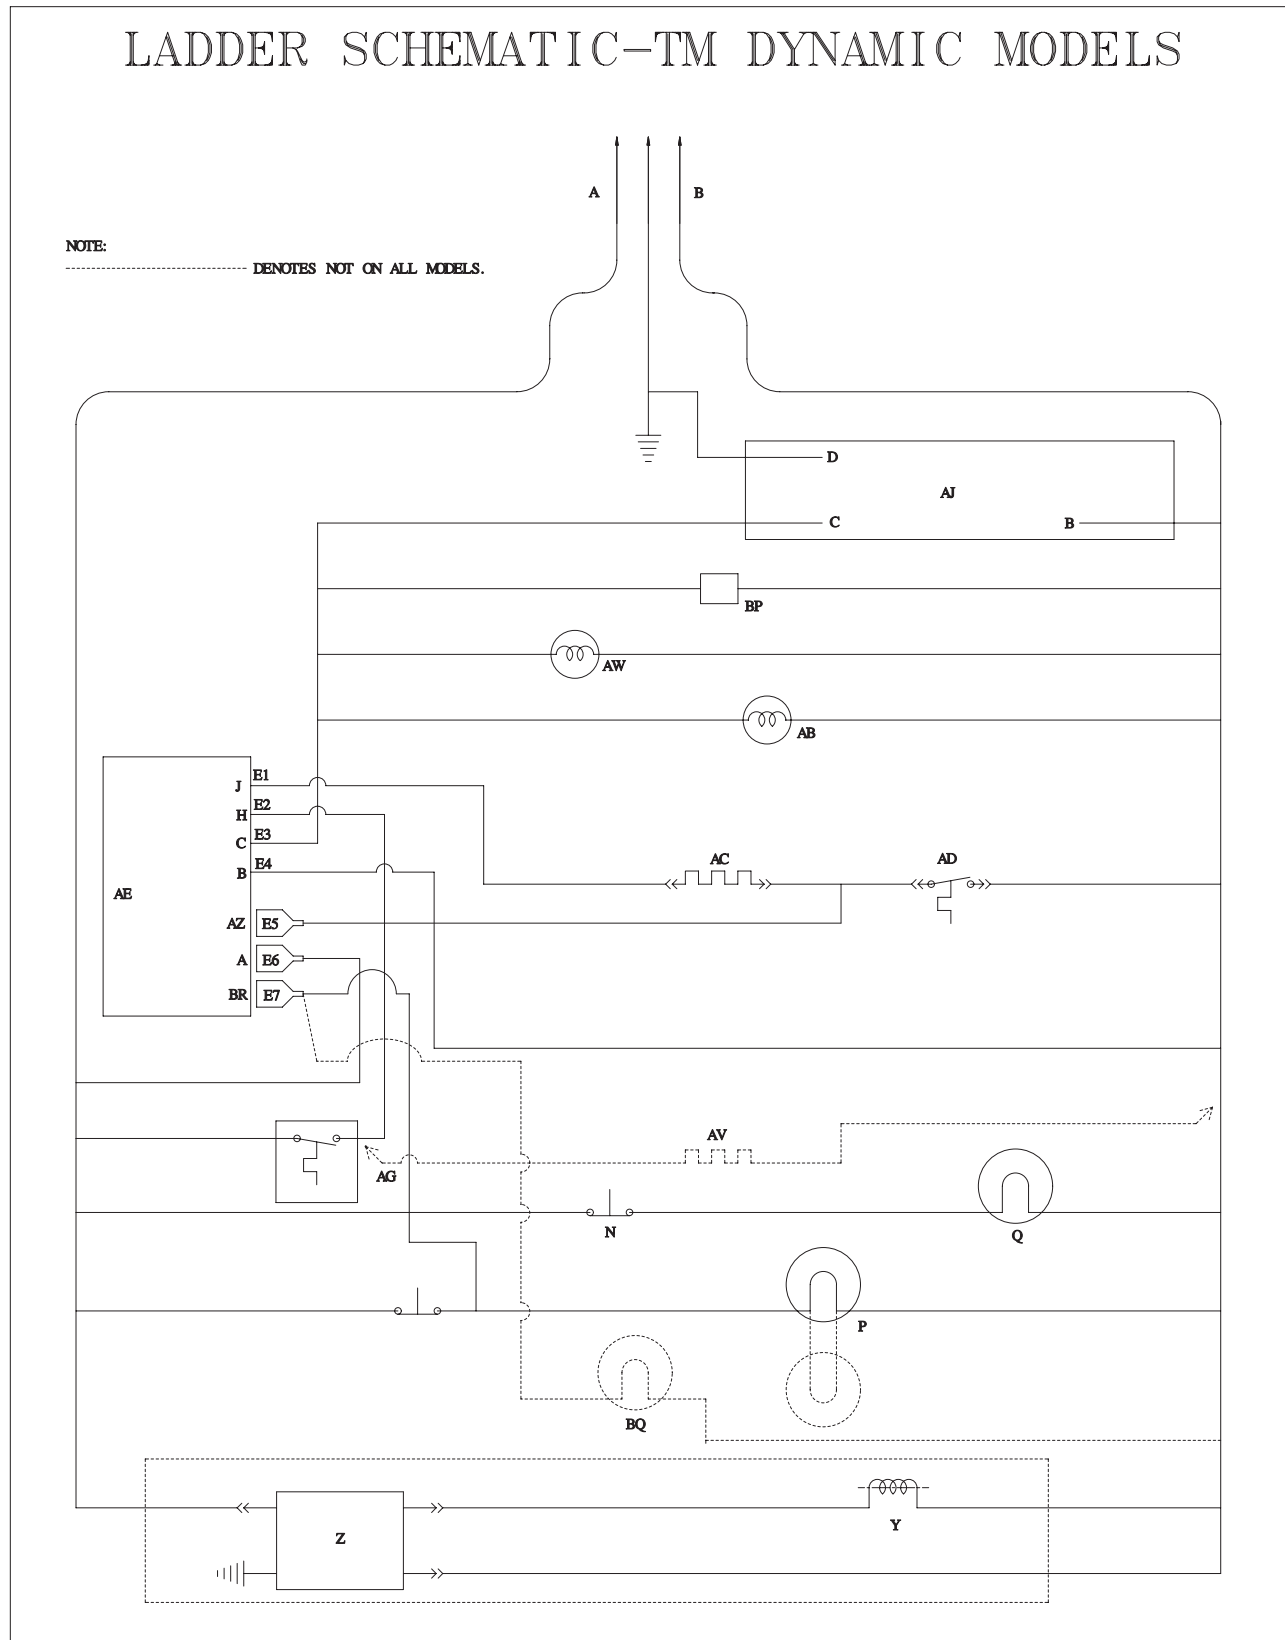 LADDER SCHEMATIC-TM DYNAMIC MODELS
A
B
NOTE:
DENOTES NOT ON ALL MODELS.
D
AJ
C
B
BP
AW
AB
E1
J
E2
H
E3
C
E4
B
AE
AC
AD
AZ
E5
A
E6
BR
E7
AV
AG
N
Q
P
BQ
Y
Z